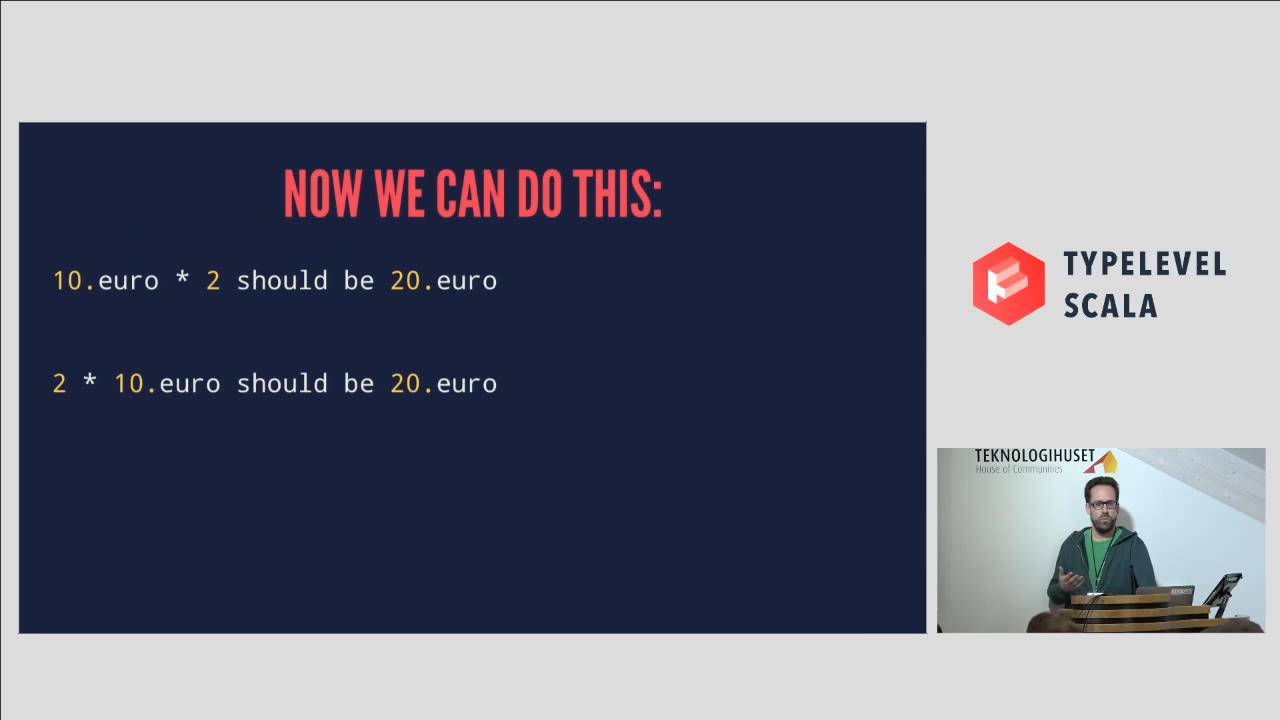 NOW WE CAN DO THIS:
10.euro * 2 should be 20.euro
2 * 10.euro should be 20.euro
TYPELEVEL
SCALA
TEKNOLOGIHUSET
House of Communities